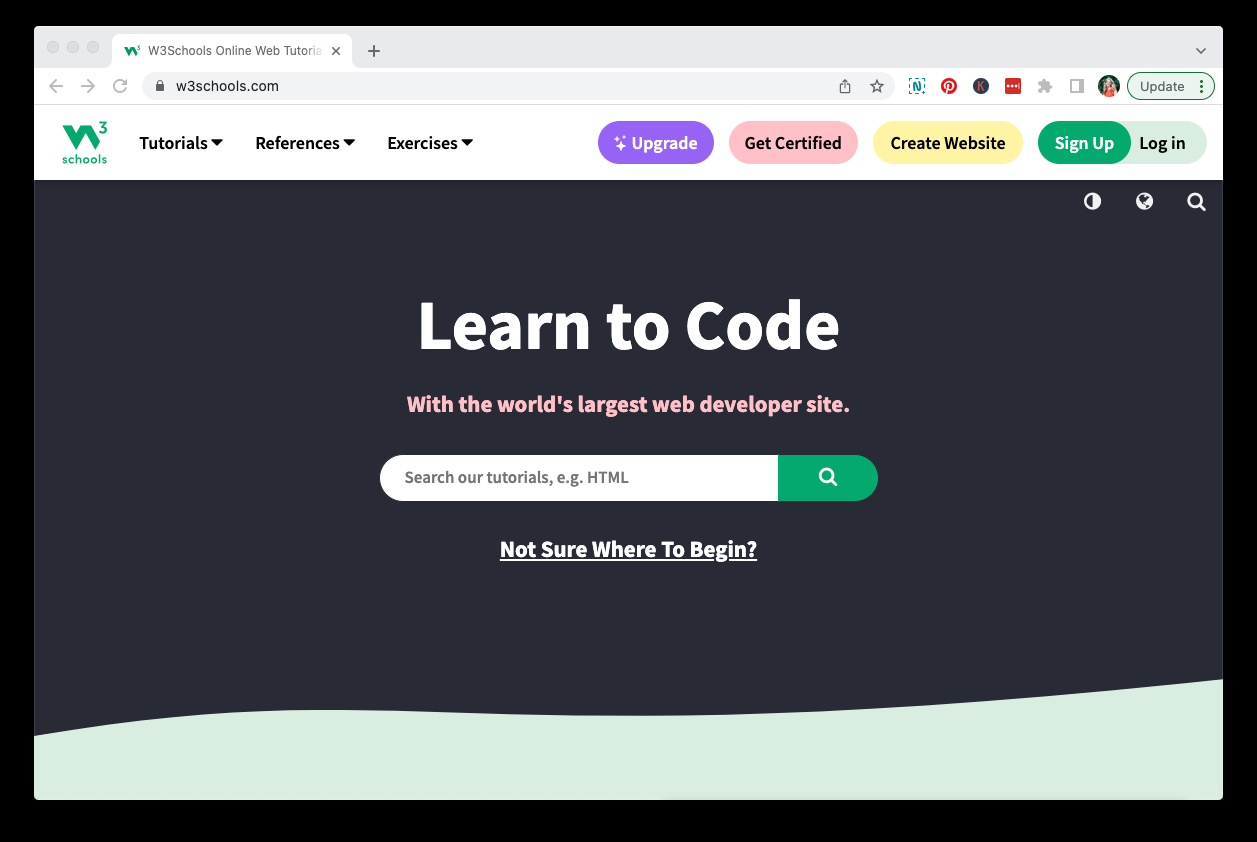 W3Schools Online Web Tutoria
w3schools.com
Update
W3
schools
Tutorials
References
Exercises
Upgrade
Get Certified
Create Website
Sign Up
Log in
Learn to Code
With the world's largest web developer site.
Search our tutorials, e.g. HTML
Not Sure Where To Begin?